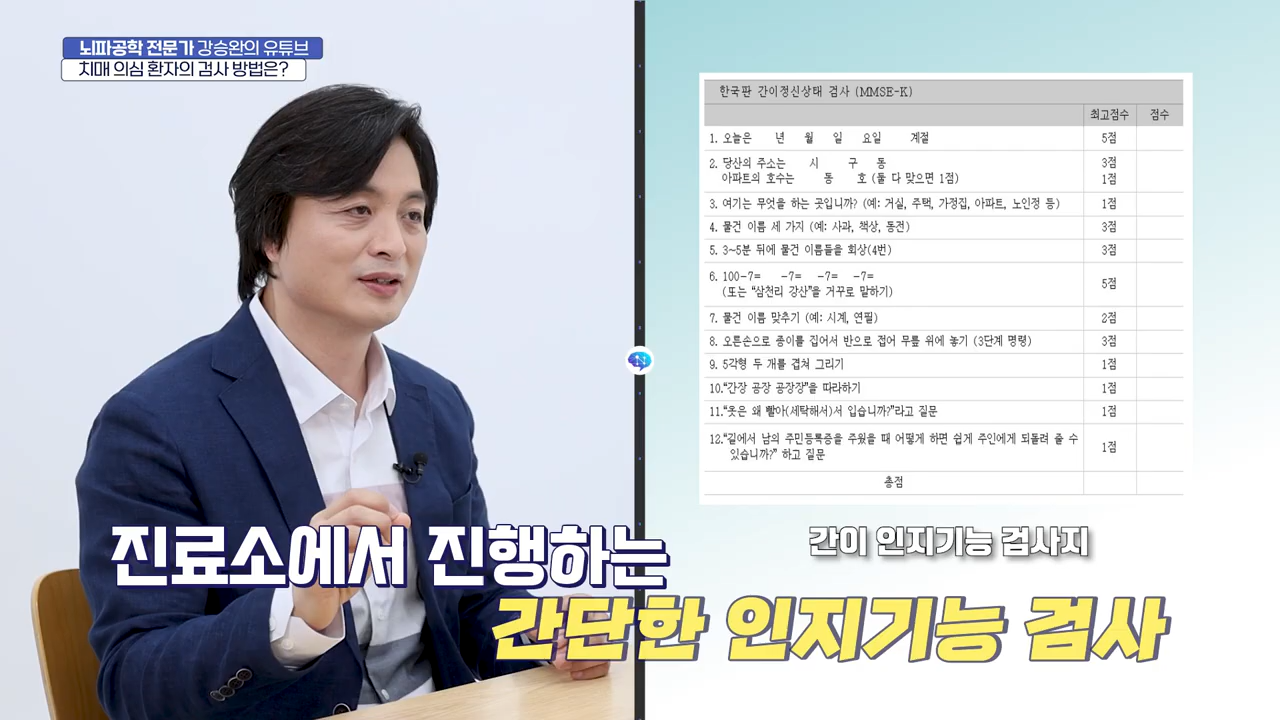 뇌파공학 전문가 강승완의 유튜브
치매 의심 환자의 검사 방법은?
한국판 간이정신상태 검사 (MMSE-K)
최고점수 점수
1. 오늘은 년 월 일 요일 계절 5점
2. 당산의 주소는 시 구 동 3점
아파트의 호수는 동 호 (둘 다 맞으면 1점) 1점
3. 여기는 무엇을 하는 곳입니까? (예: 거실, 주택, 가정집, 아파트, 노인정 등) 1점
4. 물건 이름 세 가지 (예: 사과, 책상, 동전) 3점
5. 3~5분 뒤에 물건 이름들을 회상(4번) 3점
6. 100-7= -7= -7= -7=
(또는 “삼천리 강산”을 거꾸로 말하기) 5점
7. 물건 이름 맞추기 (예: 시계, 연필) 2점
8. 오른손으로 종이를 집어서 반으로 접어 무릎 위에 놓기 (3단계 명령) 3점
9. 5각형 두 개를 겹쳐 그리기 1점
10.“간장 공장 공장장”을 따라하기 1점
11.“옷은 왜 빨아(세탁해서)서 입습니까?”라고 질문 1점
12.“길에서 남의 주민등록증을 주웠을 때 어떻게 하면 쉽게 주인에게 되돌려 줄 수
있습니까?” 하고 질문 1점
총점
간이 인지기능 검사지
진료소에서 진행하는
간단한 인지기능 검사